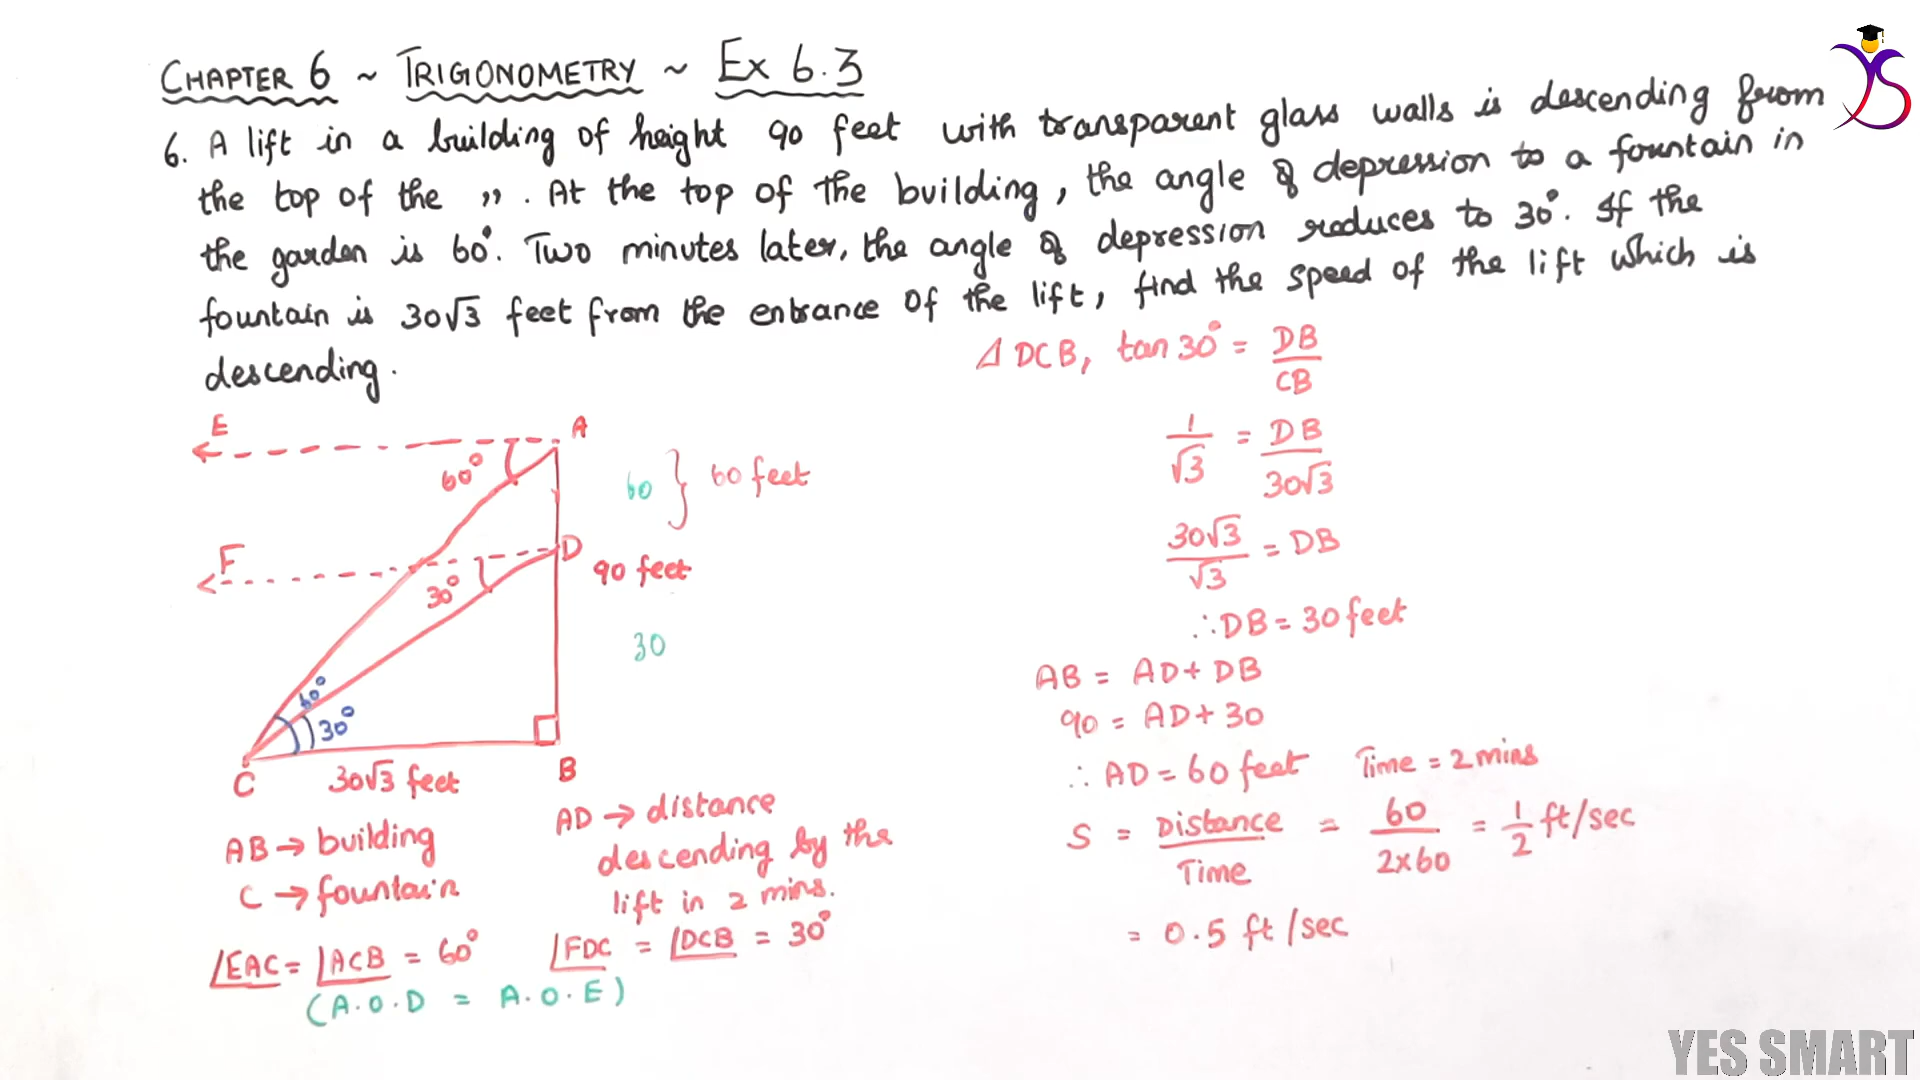 CHAPTER 6 ~ TRIGONOMETRY ~ Ex 6.3
6. A lift in a building of height 90 feet with transparent glass walls is descending from
the top of the ,, . At the top of the building, the angle of depression to a fountain in
the garden is 60°. Two minutes later, the angle of depression reduces to 30°. If the
fountain is 30√3 feet from the entrance of the lift, find the speed of the lift which is
descending.
E
A
60°
60 } 60 feet
F
D
30°
90 feet
30
60°
30°
C
30√3 feet
B
AB → building
C → fountain
AD → distance
descending by the
lift in 2 mins.
∠EAC = ∠ACB = 60°
∠FDC = ∠DCB = 30°
(A.O.D = A.O.E)
Δ DCB, tan 30° = DB/CB
1/√3 = DB/30√3
30√3/√3 = DB
∴ DB = 30 feet
AB = AD + DB
90 = AD + 30
∴ AD = 60 feet Time = 2 mins
S = Distance/Time = 60/2x60 = 1/2 ft/sec
= 0.5 ft/sec
YS
YES SMART